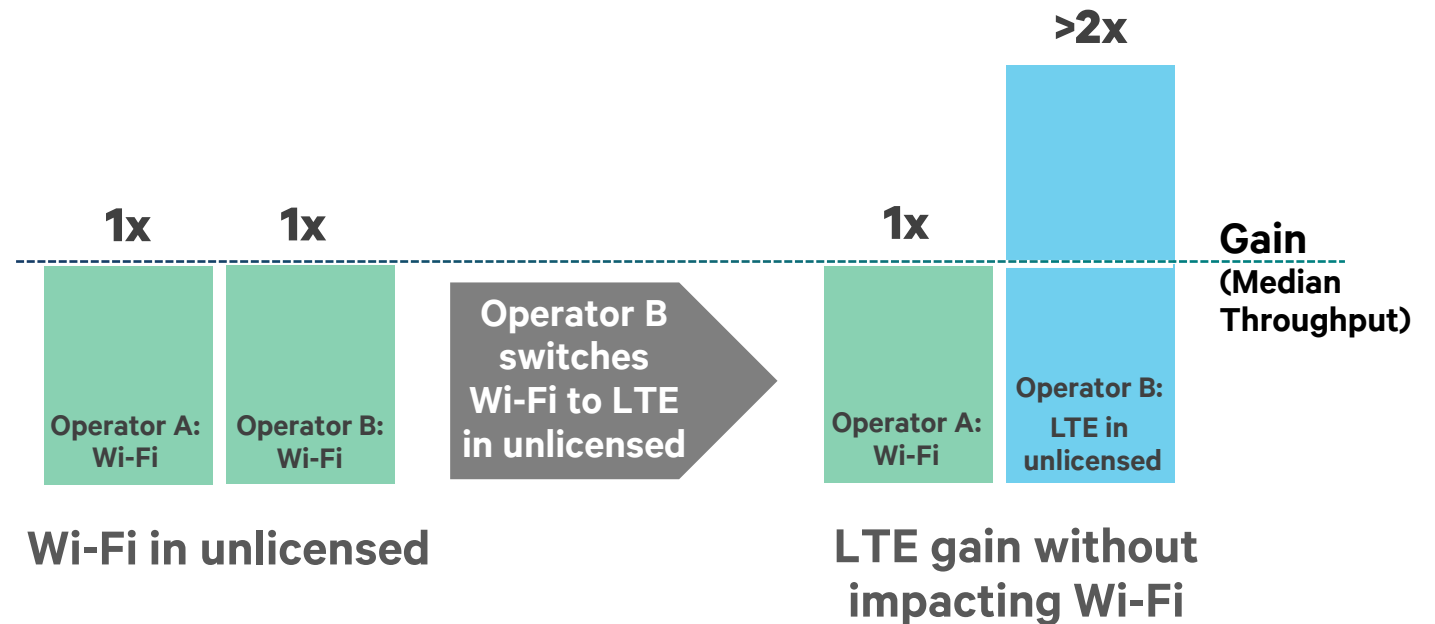 >2x
1x
1x
1x
Gain
(Median
Throughput)
Operator A:
Wi-Fi
Operator B:
Wi-Fi
Operator B
switches
Wi-Fi to LTE
in unlicensed
Operator A:
Wi-Fi
Operator B:
LTE in
unlicensed
Wi-Fi in unlicensed
LTE gain without
impacting Wi-Fi